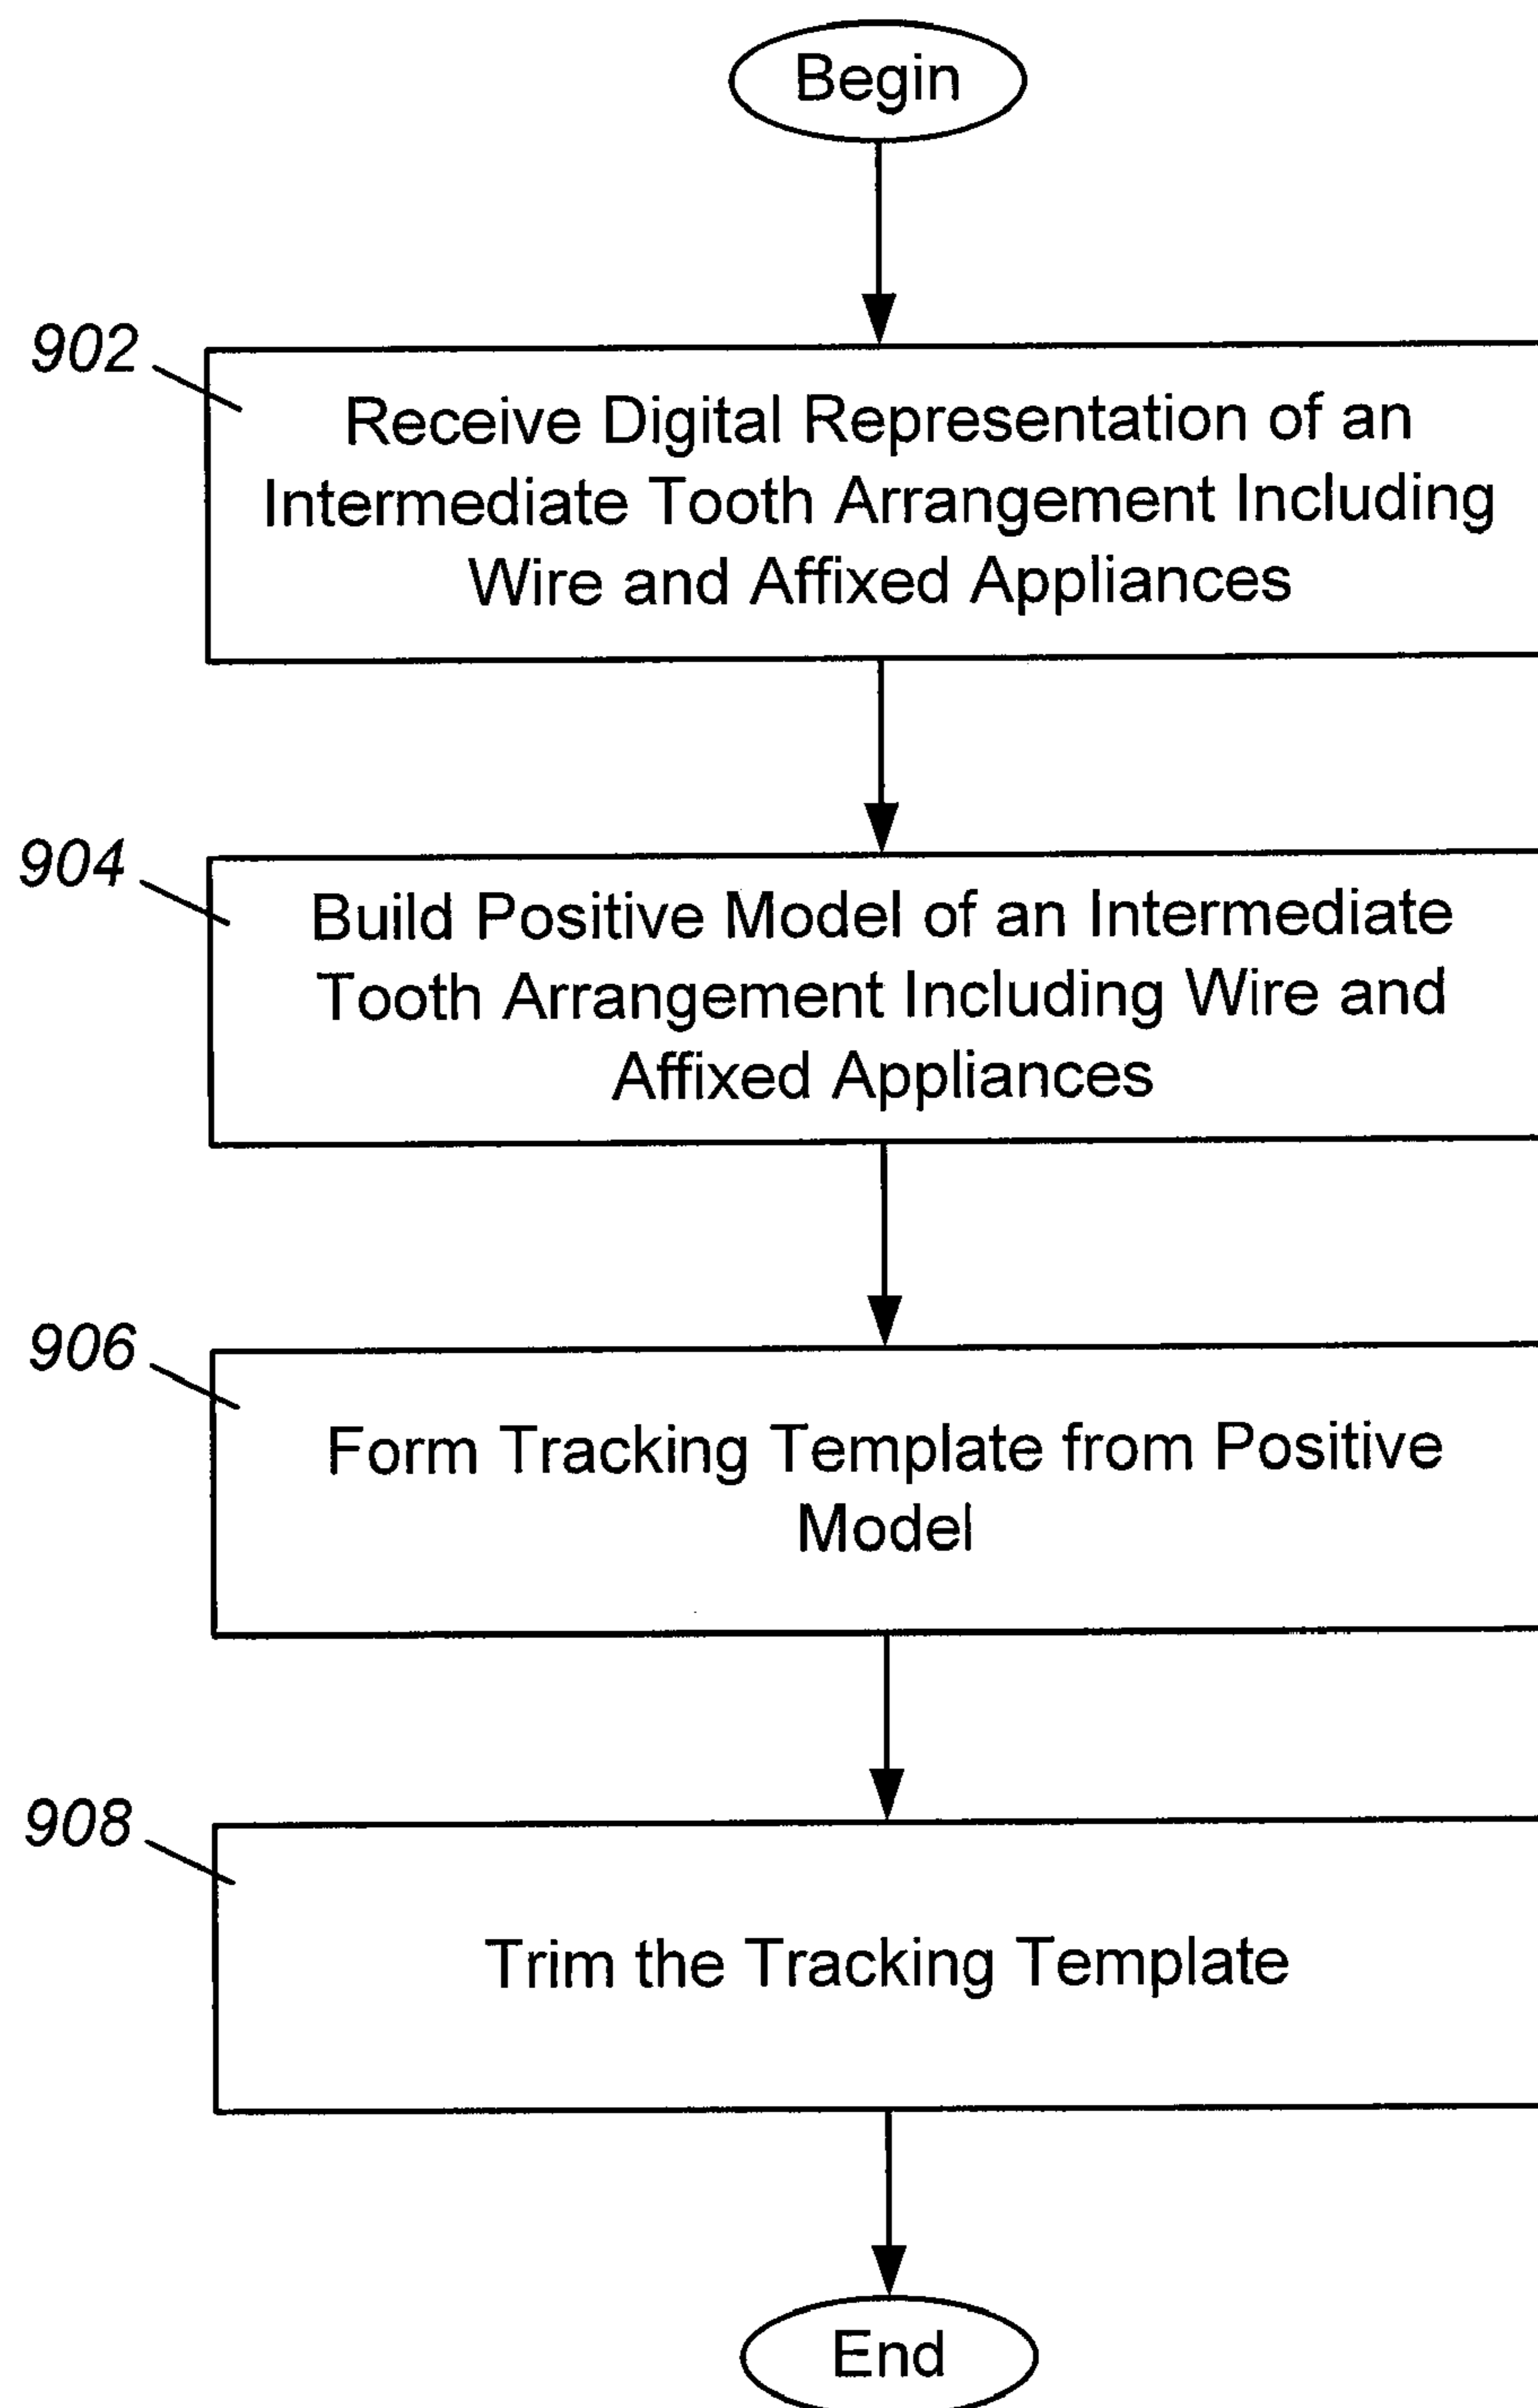 Begin
902
Receive Digital Representation of an
Intermediate Tooth Arrangement Including
Wire and Affixed Appliances
904
Build Positive Model of an Intermediate
Tooth Arrangement Including Wire and
Affixed Appliances
906
Form Tracking Template from Positive
Model
908
Trim the Tracking Template
End